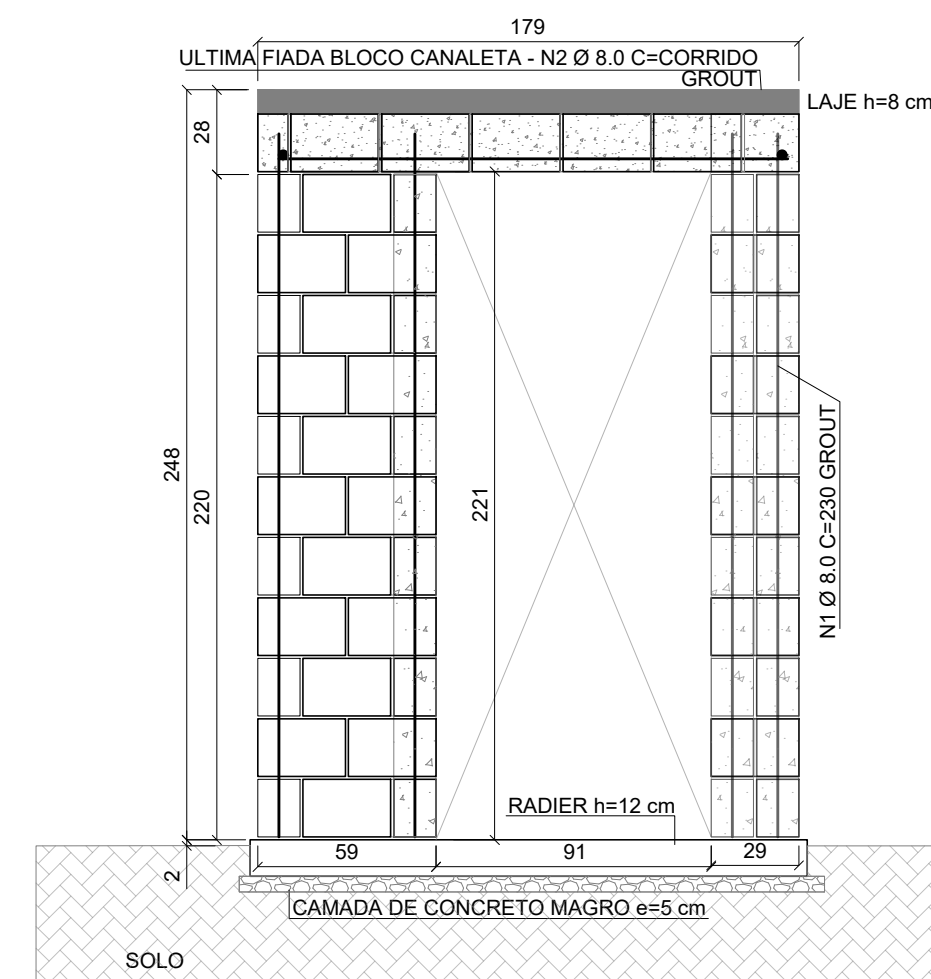 179
ULTIMA FIADA BLOCO CANALETA - N2 Ø 8.0 C=CORRIDO
GROUT
LAJE h=8 cm
28
248
220
221
N1 Ø 8.0 C=230 GROUT
RADIER h=12 cm
59
91
29
2
CAMADA DE CONCRETO MAGRO e=5 cm
SOLO